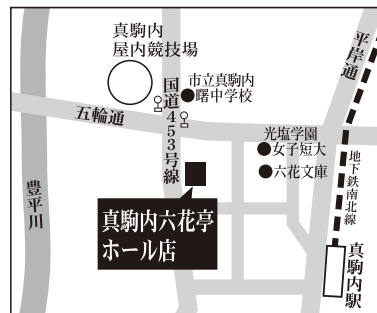 真駒内
屋内競技場
国道453号線
市立真駒内
曙中学校
平岸通
五輪通
光塩学園
女子短大
六花文庫
地下鉄南北線
豊平川
真駒内六花亭
ホール店
真駒内駅